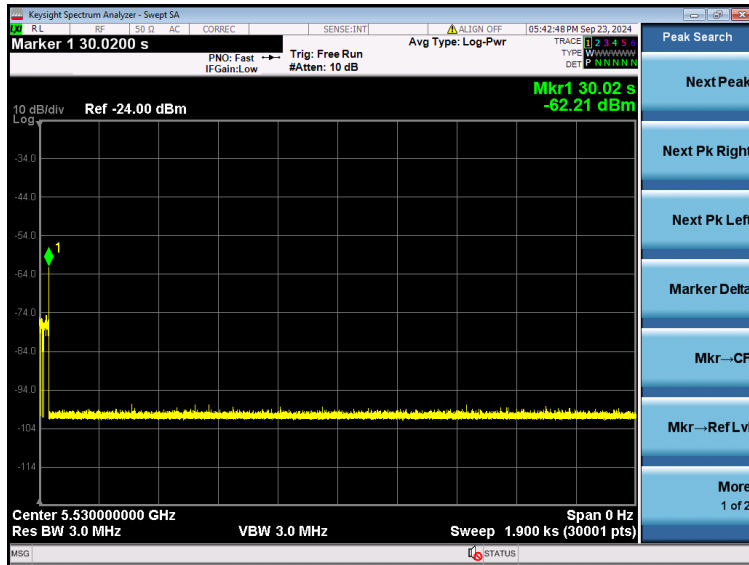 Keysight Spectrum Analyzer - Swept SA
LXI RL RF 50 Ω AC CORREC SENSE:INT ALIGN OFF 05:42:48 PM Sep 23, 2024
Marker 1 30.0200 s
PNO: Fast
IFGain:Low
Trig: Free Run
#Atten: 10 dB
Avg Type: Log-Pwr
TRACE 1 2 3 4 5 6
TYPE WWWWWW
DET P NNNNN
Mkr1 30.02 s
-62.21 dBm
10 dB/div Ref -24.00 dBm
Log
1
-34.0
-44.0
-54.0
-64.0
-74.0
-84.0
-94.0
-104
-114
Center 5.530000000 GHz Span 0 Hz
Res BW 3.0 MHz VBW 3.0 MHz Sweep 1.900 ks (30001 pts)
MSG STATUS
Peak Search
Next Peak
Next Pk Right
Next Pk Left
Marker Delta
Mkr→CF
Mkr→Ref Lvl
More
1 of 2